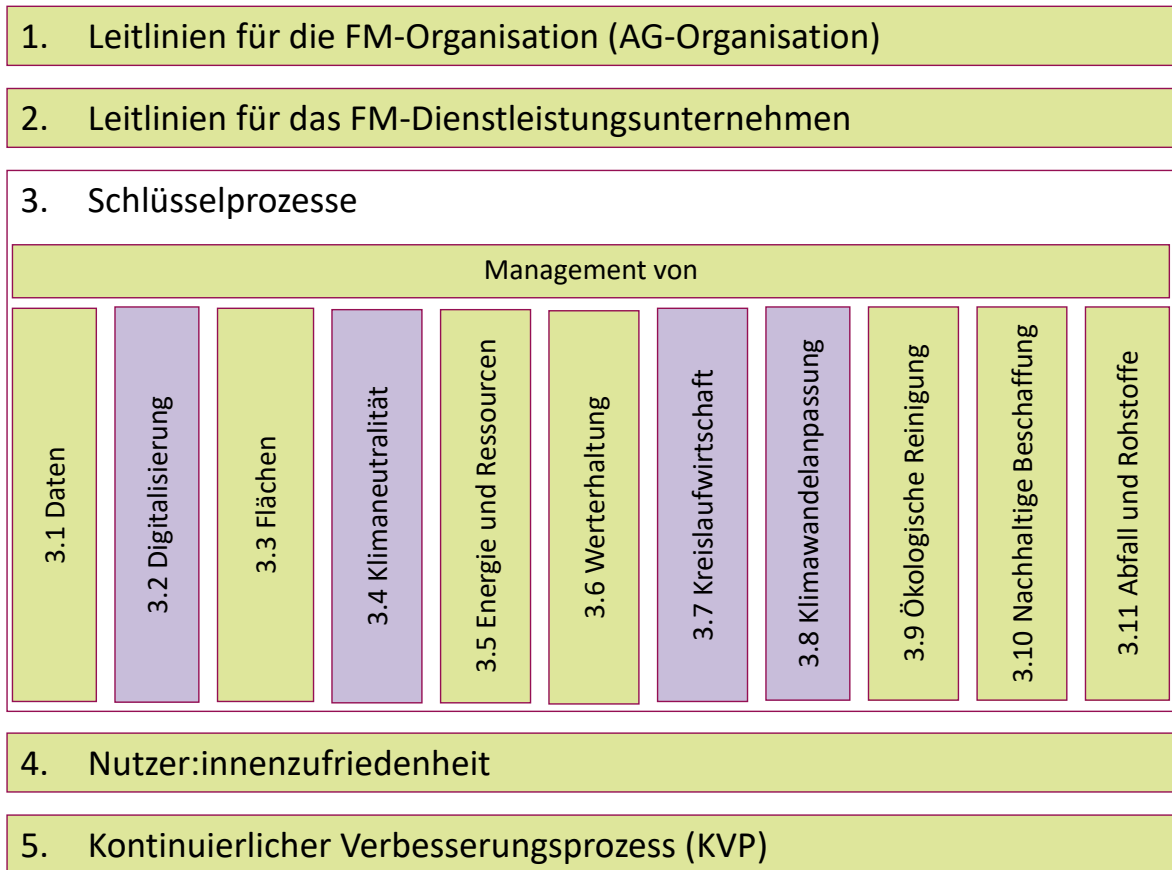 1. Leitlinien für die FM-Organisation (AG-Organisation)
2. Leitlinien für das FM-Dienstleistungsunternehmen
3. Schlüsselprozesse
Management von
3.1 Daten
3.2 Digitalisierung
3.3 Flächen
3.4 Klimaneutralität
3.5 Energie und Ressourcen
3.6 Werterhaltung
3.7 Kreislaufwirtschaft
3.8 Klimawandelanpassung
3.9 Ökologische Reinigung
3.10 Nachhaltige Beschaffung
3.11 Abfall und Rohstoffe
4. Nutzer:innenzufriedenheit
5. Kontinuierlicher Verbesserungsprozess (KVP)